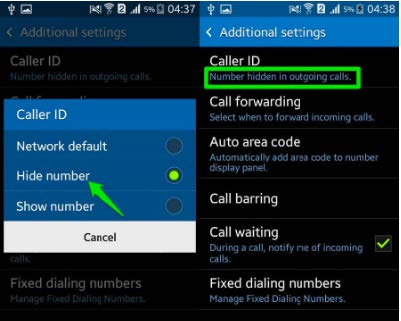 5% 04:37
< Additional settings
Caller ID
Number hidden in outgoing calls.
Call forwarding
Caller ID
Network default
Hide number
Show number
Cancel
calls.
Fixed dialing numbers
Manage Fixed Dialing Numbers.
5% 04:38
< Additional settings
Caller ID
Number hidden in outgoing calls.
Call forwarding
Select when to forward incoming calls.
Auto area code
Automatically add area code to number
display panel.
Call barring
Call waiting
During a call, notify me of incoming
calls.
Fixed dialing numbers
Manage Fixed Dialing Numbers.